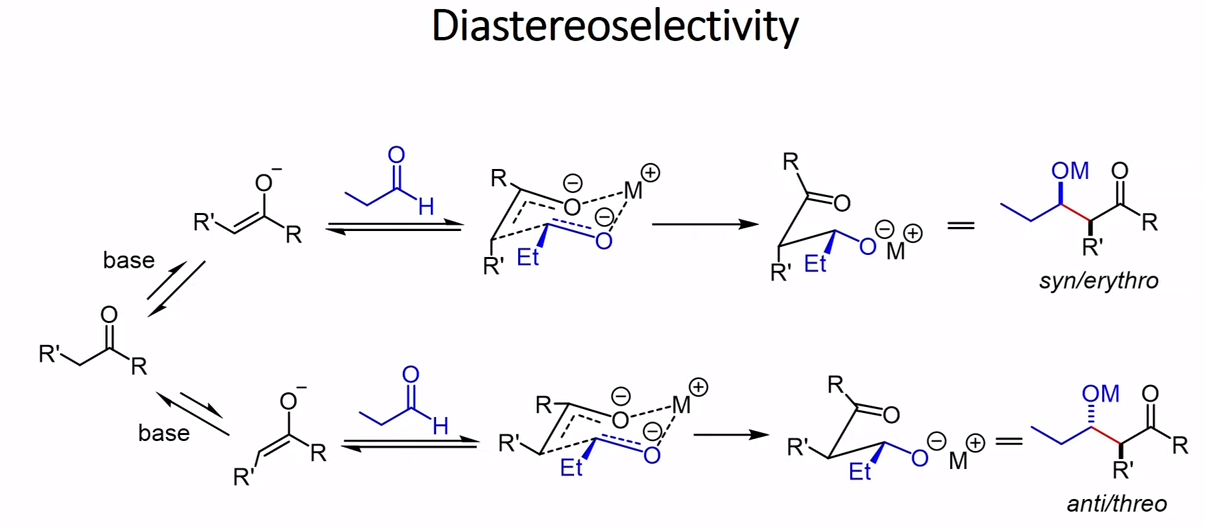 Diastereoselectivity
O⁻
R'
R
O
H
R
⊖
O
M⊕
⊖
O
Et
R'
R
O
O⊖
M⊕
Et
R'
=
OM
O
R
R'
syn/erythro
base
O
R'
R
base
O⁻
R'
R
O
H
R
⊖
O
M⊕
⊖
O
R'
Et
R
O
R'
O⊖
M⊕
Et
=
OM
O
R
R'
anti/threo